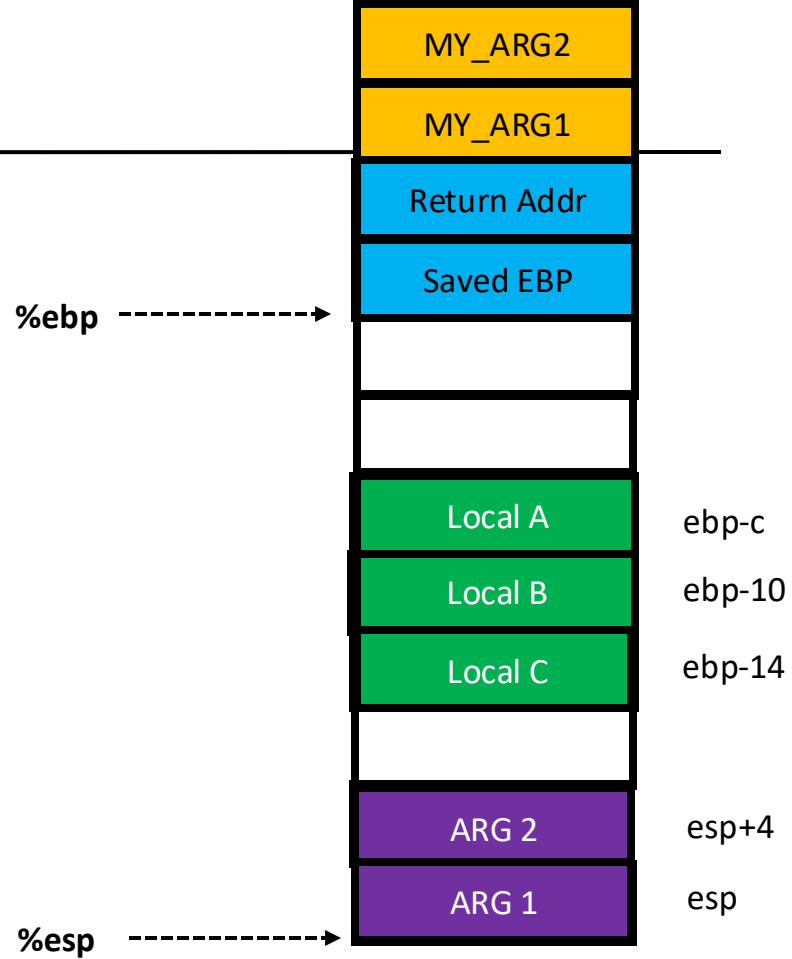 MY_ARG2
MY_ARG1
Return Addr
Saved EBP
%ebp
Local A
ebp-c
Local B
ebp-10
Local C
ebp-14
ARG 2
esp+4
ARG 1
esp
%esp